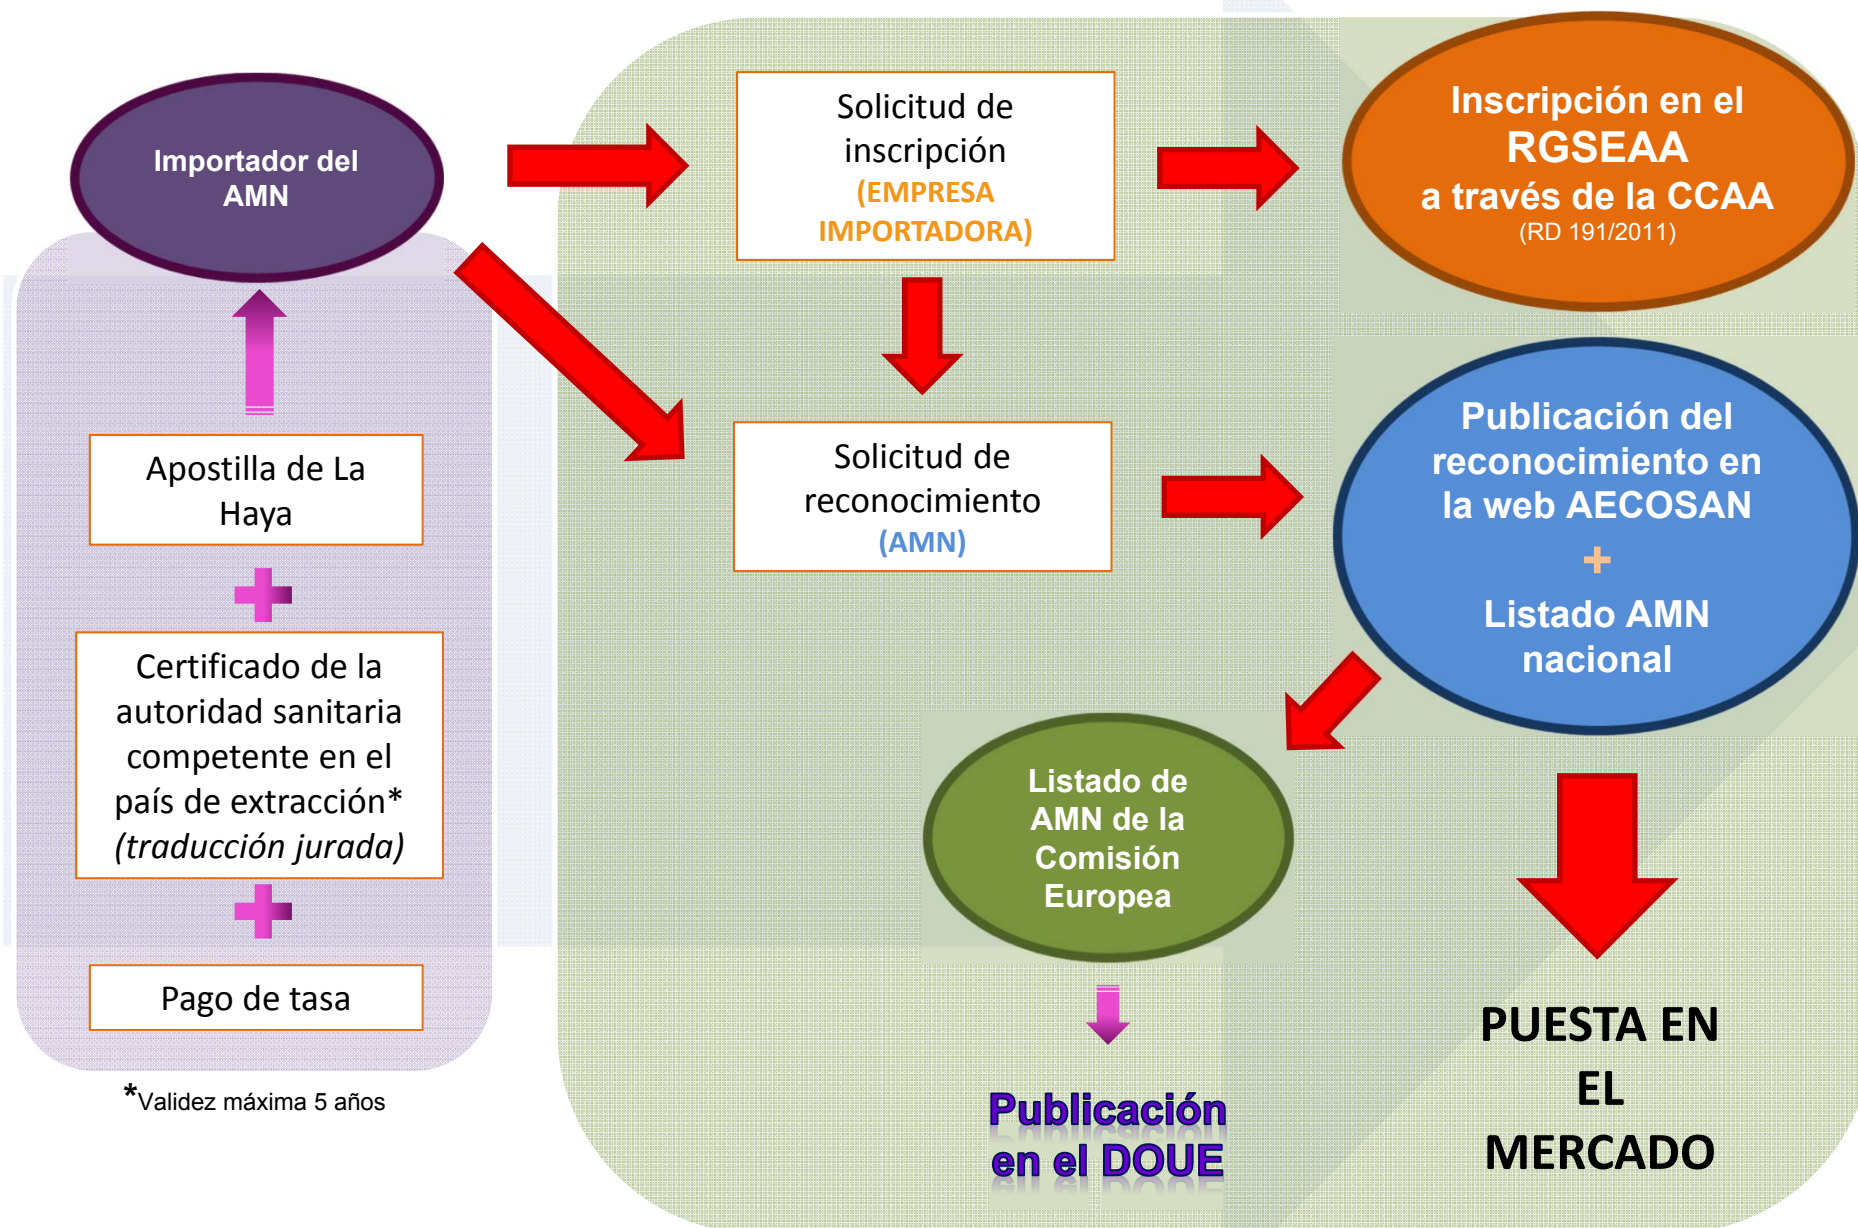 Importador del
AMN
Apostilla de La
Haya
Certificado de la
autoridad sanitaria
competente en el
país de extracción*
(traducción jurada)
Pago de tasa
*Validez máxima 5 años
Solicitud de
inscripción
(EMPRESA
IMPORTADORA)
Inscripción en el
RGSEAA
a través de la CCAA
(RD 191/2011)
Solicitud de
reconocimiento
(AMN)
Publicación del
reconocimiento en
la web AECOSAN
+
Listado AMN
nacional
Listado de
AMN de la
Comisión
Europea
Publicación
en el DOUE
PUESTA EN
EL
MERCADO